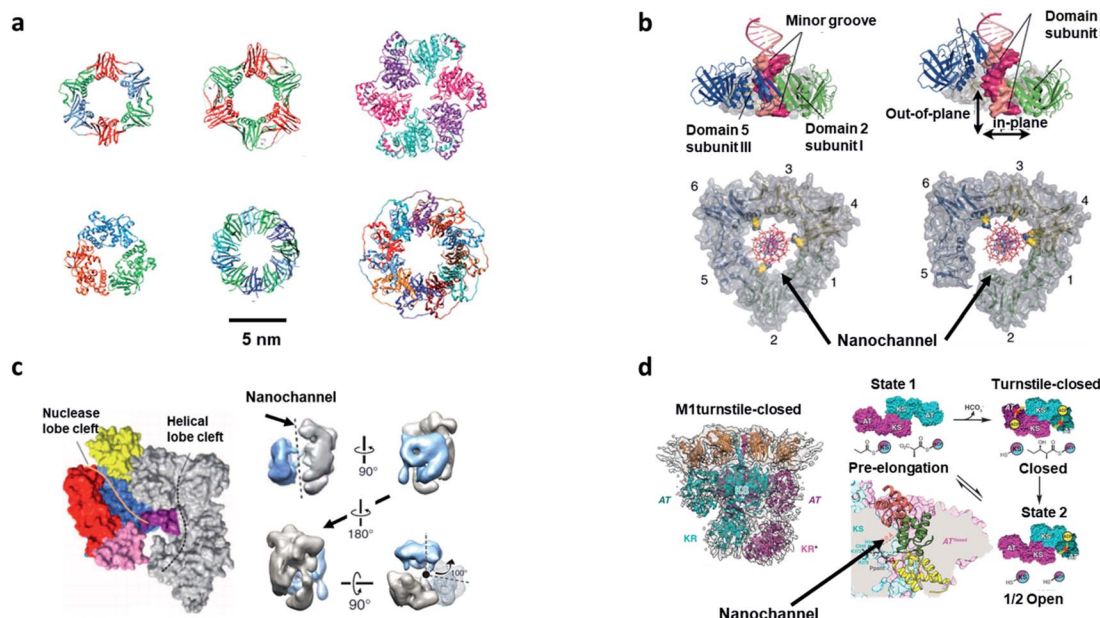 a
5 nm
b
Minor groove
Domain
subunit
Out-of-plane
in-plane
Domain 5
subunit III
Domain 2
subunit I
3
6
4
5
1
2
3
6
4
5
1
2
Nanochannel
c
Nuclease
lobe cleft
Helical
lobe cleft
Nanochannel
90°
180°
90°
100°
d
M1turnstile-closed
AT
AT
KR
KR*
State 1
HCO₃⁻
Turnstile-closed
AT
KS
KS
AT
KS
KS
Pre-elongation
Closed
State 2
1/2 Open
KS
Nanochannel